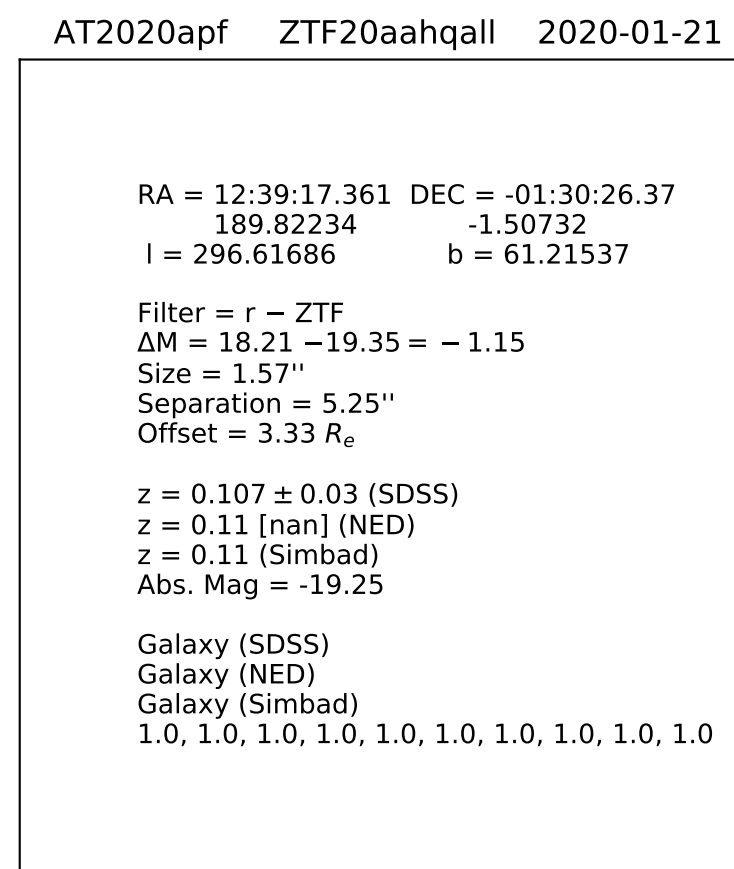 AT2020apf ZTF20aahqall 2020-01-21
RA = 12:39:17.361 DEC = -01:30:26.37
189.82234 -1.50732
l = 296.61686 b = 61.21537
Filter = r − ZTF
ΔM = 18.21 −19.35 = − 1.15
Size = 1.57''
Separation = 5.25''
Offset = 3.33 Rₑ
z = 0.107 ± 0.03 (SDSS)
z = 0.11 [nan] (NED)
z = 0.11 (Simbad)
Abs. Mag = -19.25
Galaxy (SDSS)
Galaxy (NED)
Galaxy (Simbad)
1.0, 1.0, 1.0, 1.0, 1.0, 1.0, 1.0, 1.0, 1.0, 1.0